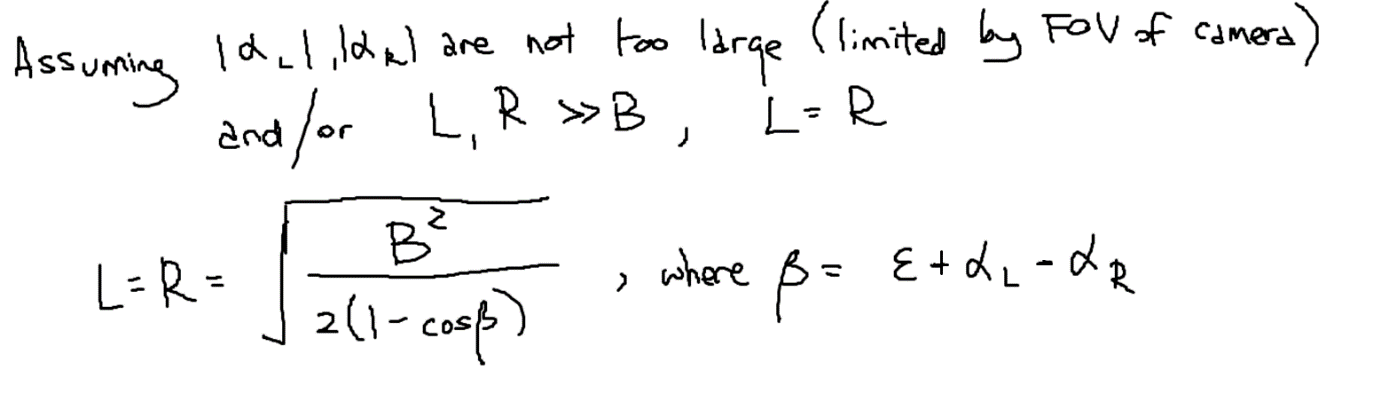 Assuming |α_L|, |α_R| are not too large (limited by FOV of camera)
and/or L, R >> B, L = R
L = R = √(B² / 2(1 - cosβ)), where β = ε + α_L - α_R